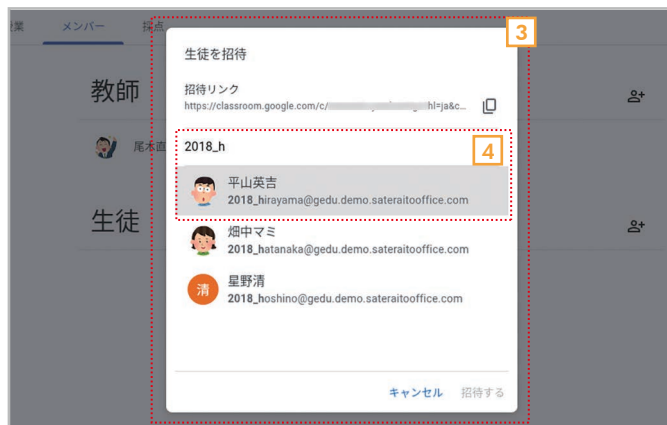 業 メンバー 採点
3
生徒を招待
招待リンク
https://classroom.google.com/c/ hl=ja&c...
教師
尾木直
2018_h
4
平山英吉
2018_hirayama@gedu.demo.sateraitooffice.com
生徒
畑中マミ
2018_hatanaka@gedu.demo.sateraitooffice.com
清
星野清
2018_hoshino@gedu.demo.sateraitooffice.com
キャンセル 招待する